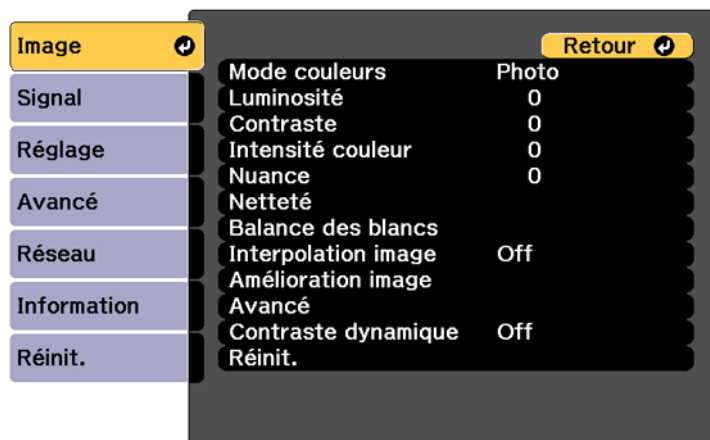 Image
Signal
Réglage
Avancé
Réseau
Information
Réinit.
Retour
Mode couleurs Photo
Luminosité 0
Contraste 0
Intensité couleur 0
Nuance 0
Netteté
Balance des blancs
Interpolation image Off
Amélioration image
Avancé
Contraste dynamique Off
Réinit.